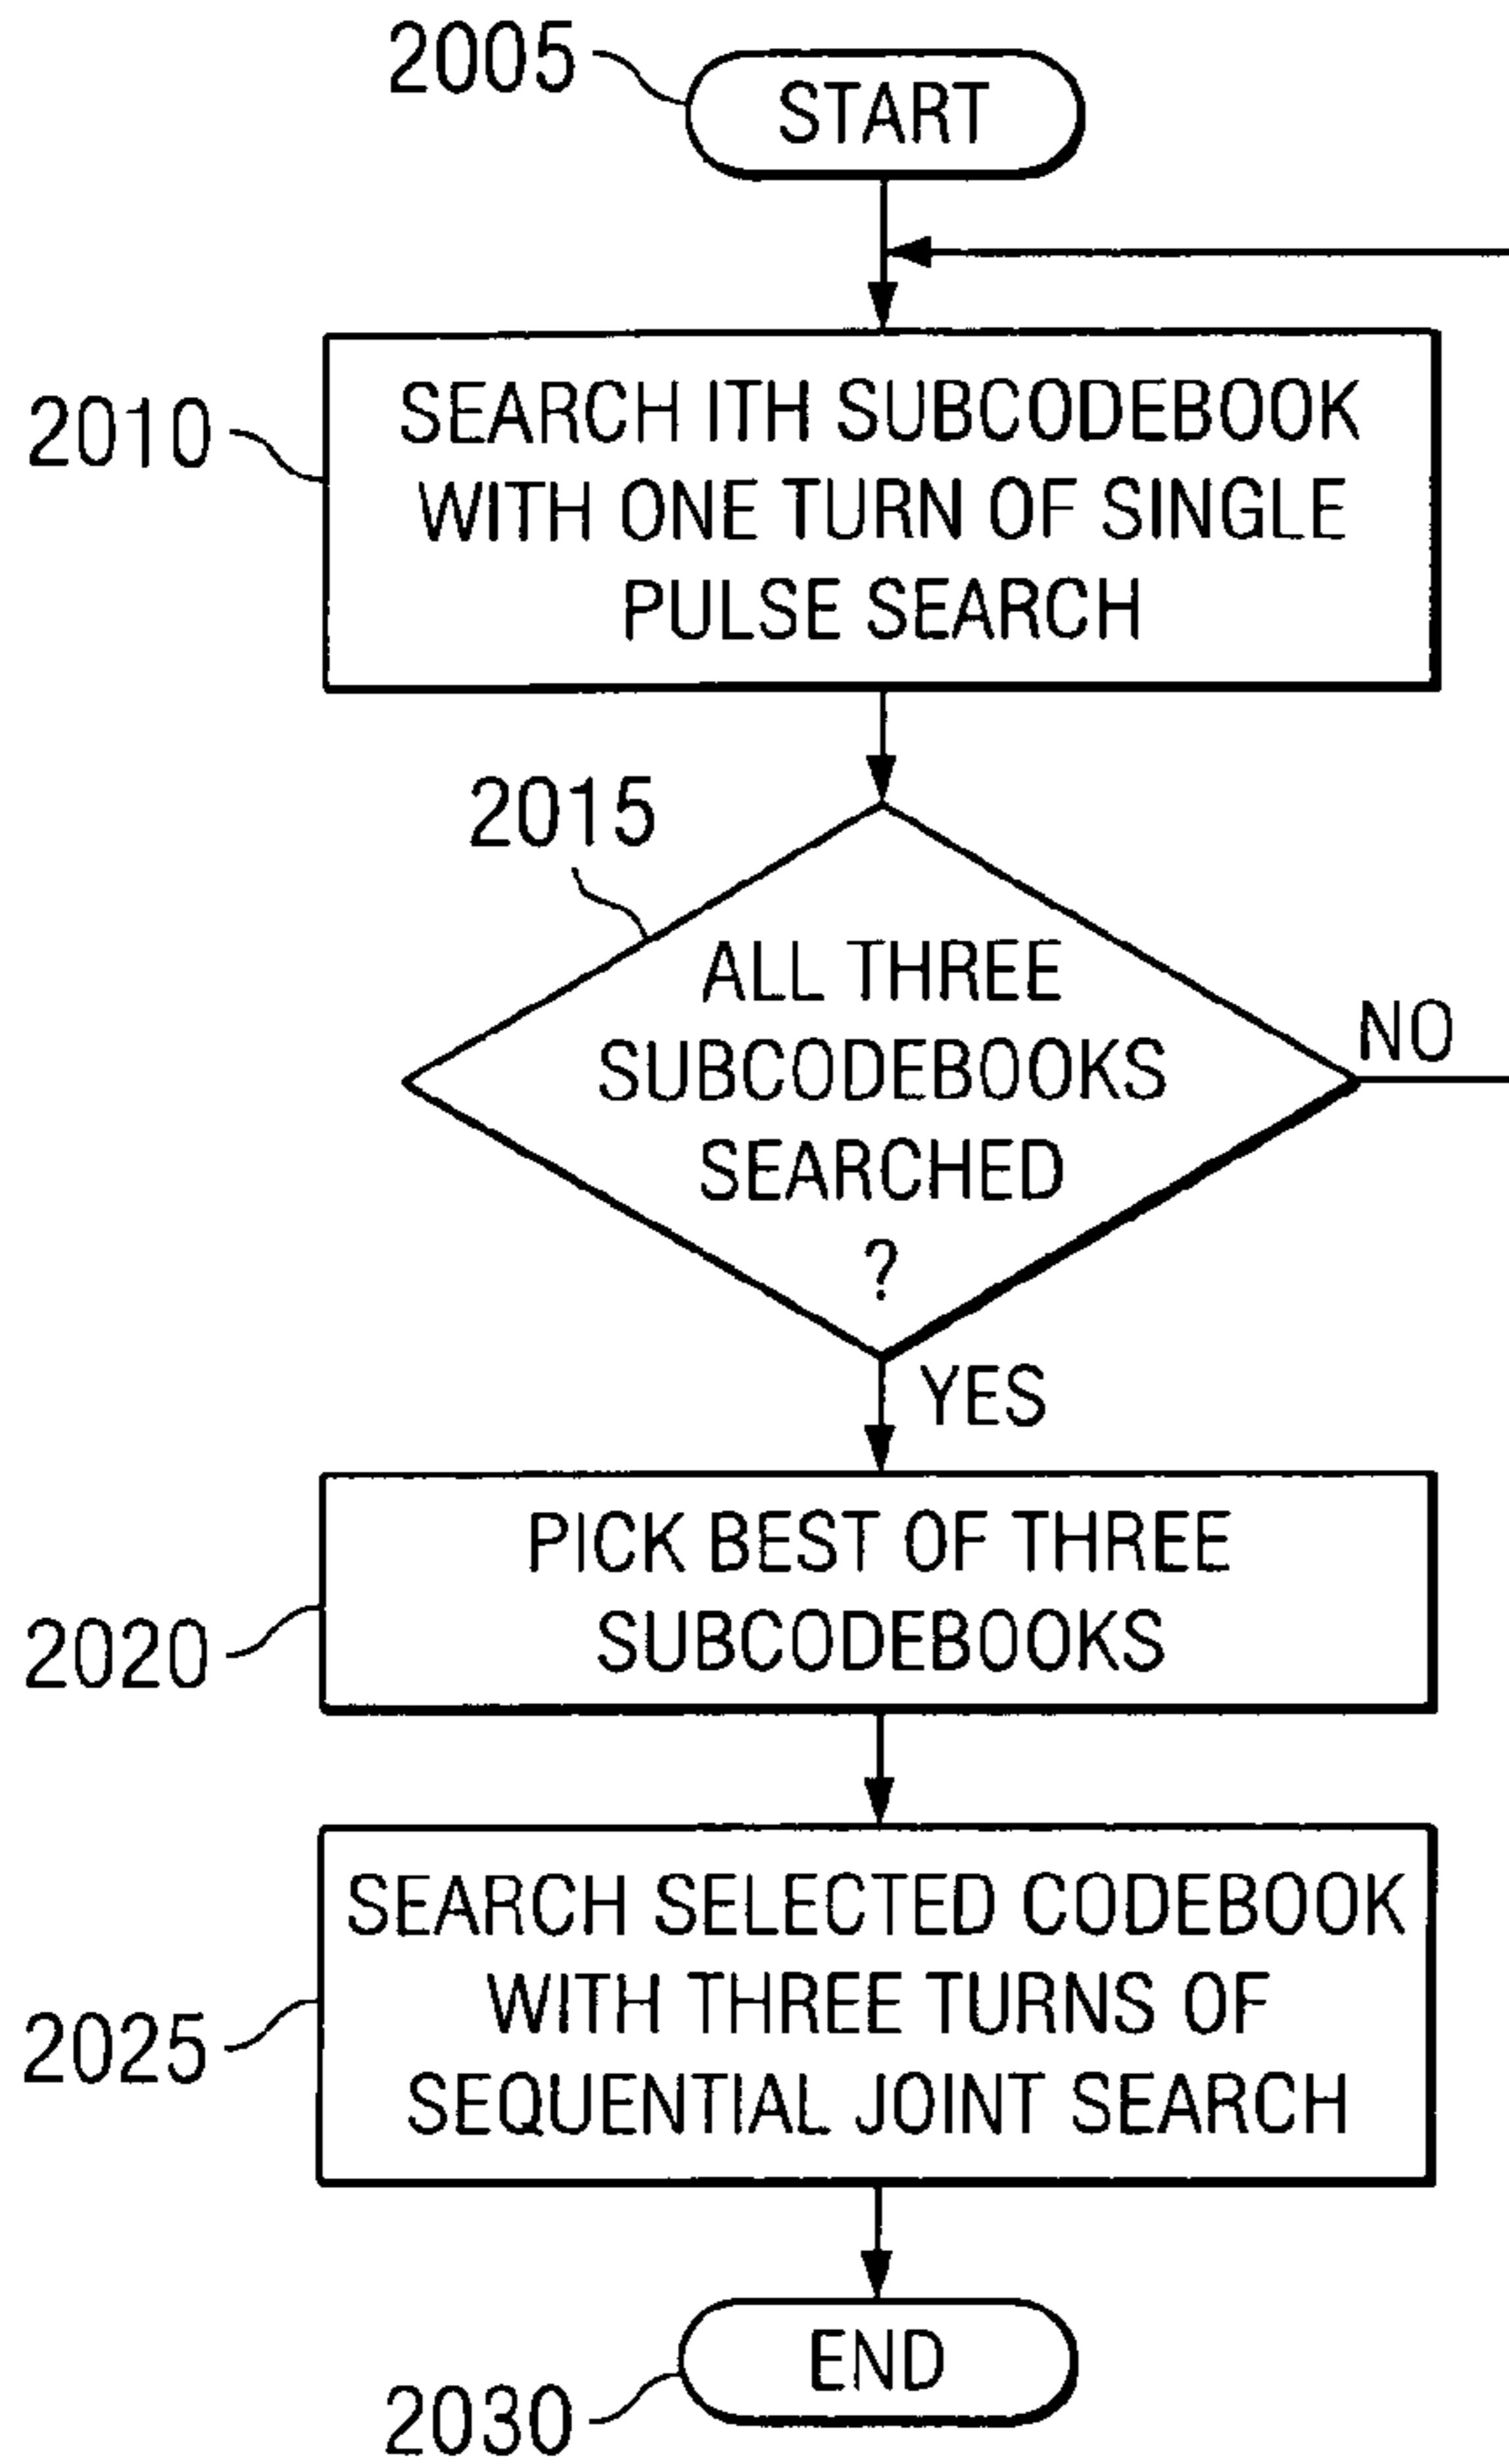 2005
START
2010
SEARCH ITH SUBCODEBOOK
WITH ONE TURN OF SINGLE
PULSE SEARCH
2015
ALL THREE
SUBCODEBOOKS
SEARCHED
?
NO
YES
2020
PICK BEST OF THREE
SUBCODEBOOKS
2025
SEARCH SELECTED CODEBOOK
WITH THREE TURNS OF
SEQUENTIAL JOINT SEARCH
END
2030